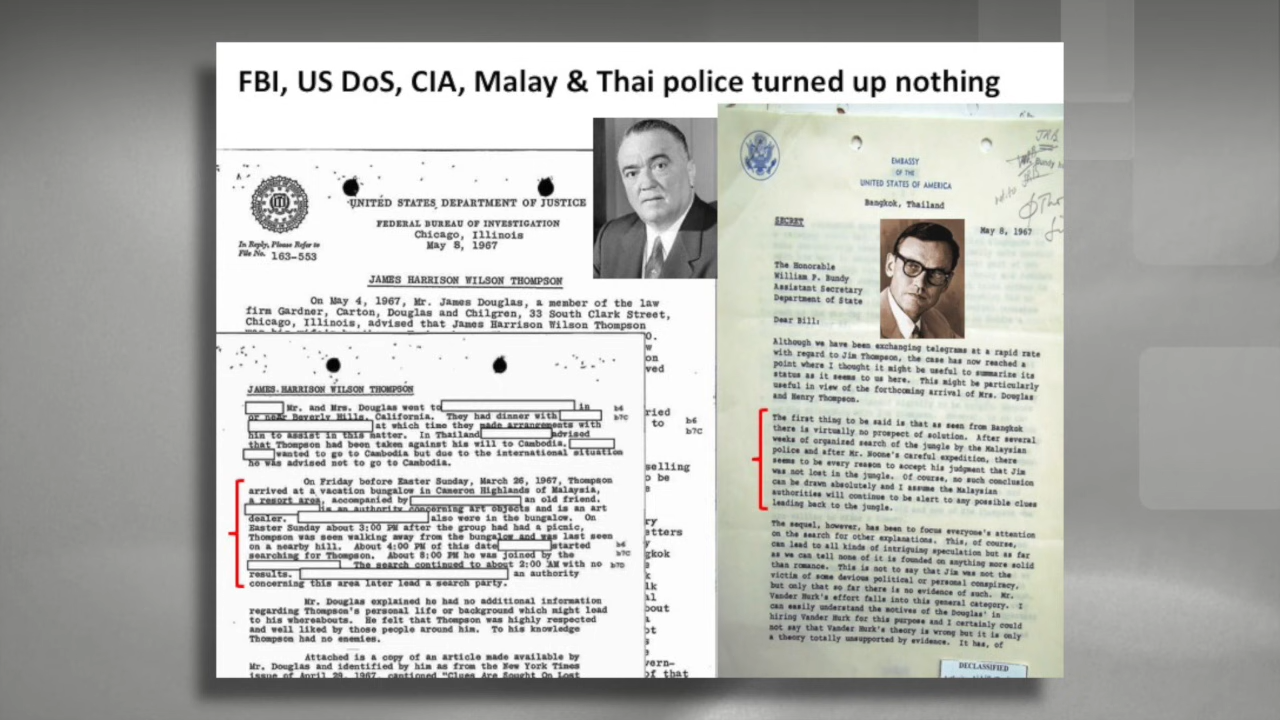 FBI, US DoS, CIA, Malay & Thai police turned up nothing
UNITED STATES DEPARTMENT OF JUSTICE
FEDERAL BUREAU OF INVESTIGATION
Chicago, Illinois
May 8, 1967
In Reply, Please Refer to
File No. 163-553
JAMES HARRISON WILSON THOMPSON
On May 4, 1967, Mr. James Douglas, a member of the law
firm Gardner, Carton, Douglas and Chilgren, 33 South Clark Street,
Chicago, Illinois, advised that James Harrison Wilson Thompson
JAMES HARRISON WILSON THOMPSON
Mr. and Mrs. Douglas went to
or near Beverly Hills, California. They had dinner with
at which time they made arrangements with
him to assist in this matter. In Thailand advised
that Thompson had been taken against his will to Cambodia.
wanted to go to Cambodia but due to the international situation
he was advised not to go to Cambodia.
b6
b7C
On Friday before Easter Sunday, March 26, 1967, Thompson
arrived at a vacation bungalow in Cameron Highlands of Malaysia,
a resort area, accompanied by an old friend.
is an authority concerning art objects and is an art
dealer. also were in the bungalow. On
Easter Sunday about 3:00 PM after the group had had a picnic,
Thompson was seen walking away from the bungalow and was last seen
on a nearby hill. About 4:00 PM of this date started
searching for Thompson. About 8:00 PM he was joined by the
The search continued to about 2:00 AM with no
results. an authority
concerning this area later lead a search party.
b6
b7C
b7D
Mr. Douglas explained he had no additional information
regarding Thompson's personal life or background which might lead
to his whereabouts. He felt that Thompson was highly respected
and well liked by those people around him. To his knowledge
Thompson had no enemies.
Attached is a copy of an article made available by
Mr. Douglas and identified by him as from the New York Times
issue of April 28, 1967, captioned "Clues Are Sought On Lost
b6
b7C
selling
EMBASSY
OF THE
UNITED STATES OF AMERICA
Bangkok, Thailand
SECRET
May 8, 1967
The Honorable
William P. Bundy
Assistant Secretary
Department of State
Dear Bill:
Although we have been exchanging telegrams at a rapid rate
with regard to Jim Thompson, the case has now reached a
point where I thought it might be useful to summarize its
status as it seems to us here. This might be particularly
useful in view of the forthcoming arrival of Mrs. Douglas
and Henry Thompson.
The first thing to be said is that as seen from Bangkok
there is virtually no prospect of solution. After several
weeks of organized search of the jungle by the Malaysian
police and after Mr. Noone's careful expedition, there
seems to be every reason to accept his judgment that Jim
was not lost in the jungle. Of course, no such conclusion
can be drawn absolutely and I assume the Malaysian
authorities will continue to be alert to any possible clues
leading back to the jungle.
The sequel, however, has been to focus everyone's attention
on the search for other explanations. This, of course,
can lead to all kinds of intriguing speculation but as far
as we can tell none of it is founded on anything more solid
than romance. This is not to say that Jim was not the
victim of some devious political or personal conspiracy,
but only that so far there is no evidence of such. Mr.
Vander Hurk's effort falls into this general category. I
can easily understand the motives of the Douglas' in
hiring Vander Hurk for this purpose and I certainly could
not say that Vander Hurk's theory is wrong but it is only
a theory totally unsupported by evidence. It has, of
DECLASSIFIED